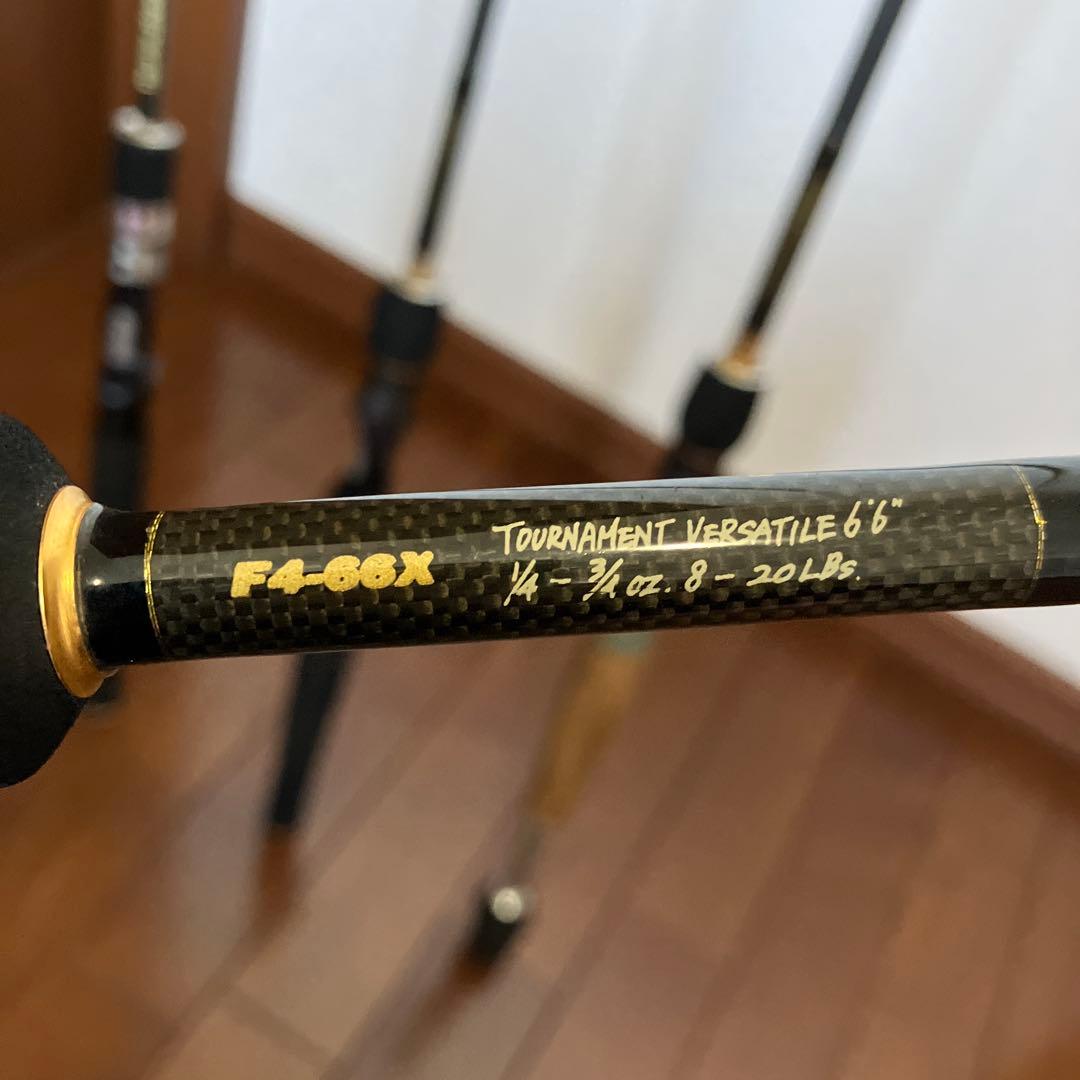 F4-66X
TOURNAMENT VERSATILE 6'6"
1/4 - 3/4 oz. 8 - 20 LBS.